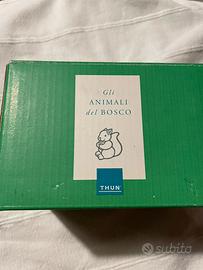 Gli
ANIMALI
del BOSCO
THUN
subito